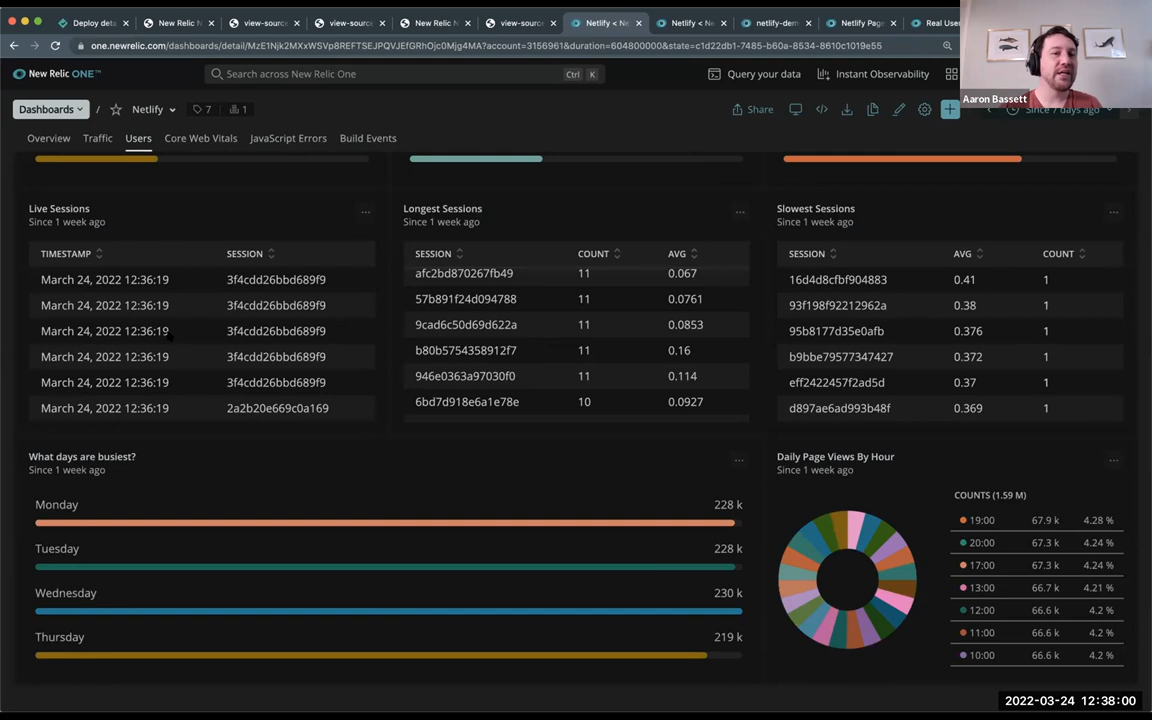 Deploy det
New Relic N
view-source
view-source
New Relic N
view-source
Netlify < Ne
Netlify < Ne
netlify-dem
Netlify Page
Real User
one.newrelic.com/dashboards/detail/
?account=3156961&duration=604800000&state=c1d22db1-7485-b60a-8534-8610c1019e55
New Relic ONE™
Search across New Relic One
Ctrl K
Query your data
Instant Observability
Aaron Bassett
Dashboards / Netlify 7 1
Share
Since 7 days ago
Overview Traffic Users Core Web Vitals JavaScript Errors Build Events
Live Sessions
Since 1 week ago
TIMESTAMP SESSION
March 24, 2022 12:36:19 3f4cdd26bbd689f9
March 24, 2022 12:36:19 3f4cdd26bbd689f9
March 24, 2022 12:36:19 3f4cdd26bbd689f9
March 24, 2022 12:36:19 3f4cdd26bbd689f9
March 24, 2022 12:36:19 3f4cdd26bbd689f9
March 24, 2022 12:36:19 2a2b20e669c0a169
Longest Sessions
Since 1 week ago
SESSION COUNT AVG
afc2bd870267fb49 11 0.067
57b891f24d094788 11 0.0761
9cad6c50d69d622a 11 0.0853
b80b5754358912f7 11 0.16
946e0363a97030f0 11 0.114
6bd7d918e6a1e78e 10 0.0927
Slowest Sessions
Since 1 week ago
SESSION AVG COUNT
16d4d8cfbf904883 0.41 1
93f198f92212962a 0.38 1
95b8177d35e0afb 0.376 1
b9bbe79577347427 0.372 1
eff2422457f2ad5d 0.37 1
d897ae6ad993b48f 0.369 1
What days are busiest?
Since 1 week ago
Monday 228 k
Tuesday 228 k
Wednesday 230 k
Thursday 219 k
Daily Page Views By Hour
Since 1 week ago
COUNTS (1.59 M)
19:00 67.9 k 4.28 %
20:00 67.3 k 4.24 %
17:00 67.3 k 4.24 %
13:00 66.7 k 4.21 %
12:00 66.6 k 4.2 %
11:00 66.6 k 4.2 %
10:00 66.6 k 4.2 %
2022-03-24 12:38:00